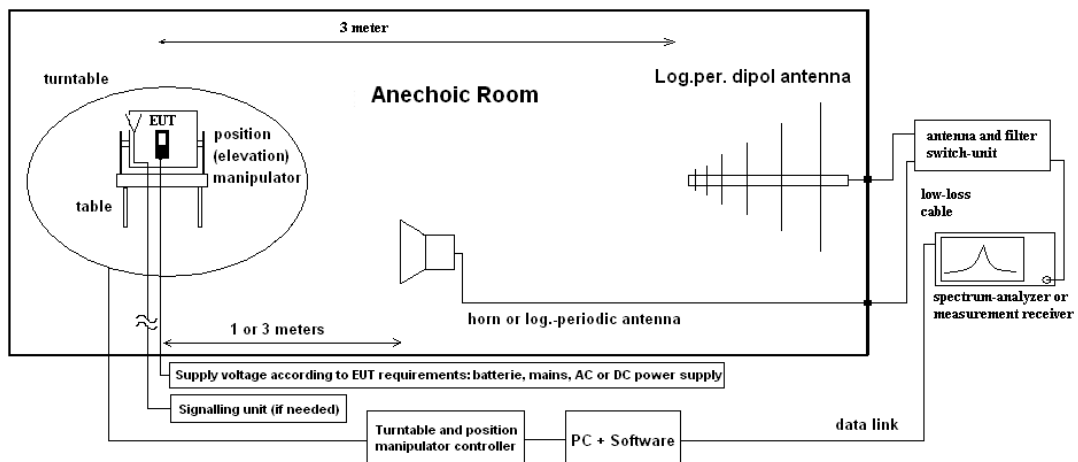 3 meter
turntable
Log.per. dipol antenna
Anechoic Room
EUT
position
(elevation)
manipulator
antenna and filter
switch-unit
table
low-loss
cable
spectrum-analyzer or
measurement receiver
horn or log.-periodic antenna
1 or 3 meters
Supply voltage according to EUT requirements: batterie, mains, AC or DC power supply
Signalling unit (if needed)
Turntable and position
manipulator controller
PC + Software
data link